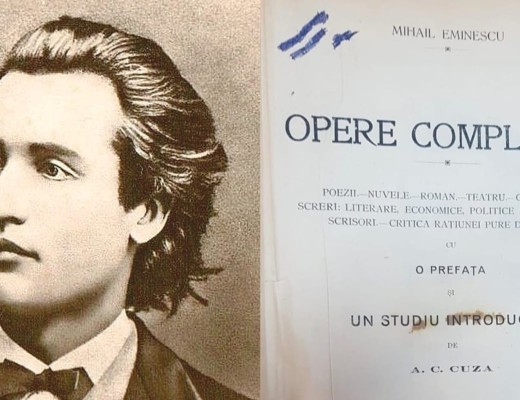 MIHAIL EMINESCU
OPERE COMPL
POEZII—NUVELE—ROMAN.—TEATRU—C
SCRERI: LITERARE, ECONOMICE, POLITICE
SCRISORI.—CRITICA RAȚIUNEI PURE D
CU
O PREFAȚA
ȘI
UN STUDIU INTRODUC
DE
A. C. CUZA